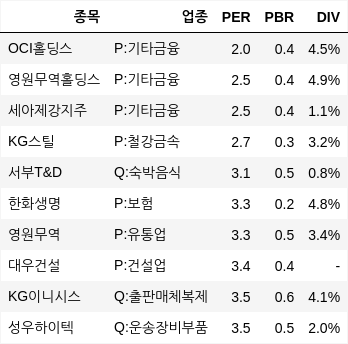 종목 업종 PER PBR DIV
OCI홀딩스 P:기타금융 2.0 0.4 4.5%
영원무역홀딩스 P:기타금융 2.5 0.4 4.9%
세아제강지주 P:기타금융 2.5 0.4 1.1%
KG스틸 P:철강금속 2.7 0.3 3.2%
서부T&D Q:숙박음식 3.1 0.5 0.8%
한화생명 P:보험 3.3 0.2 4.8%
영원무역 P:유통업 3.3 0.5 3.4%
대우건설 P:건설업 3.4 0.4 -
KG이니시스 Q:출판매체복제 3.5 0.6 4.1%
성우하이텍 Q:운송장비부품 3.5 0.5 2.0%